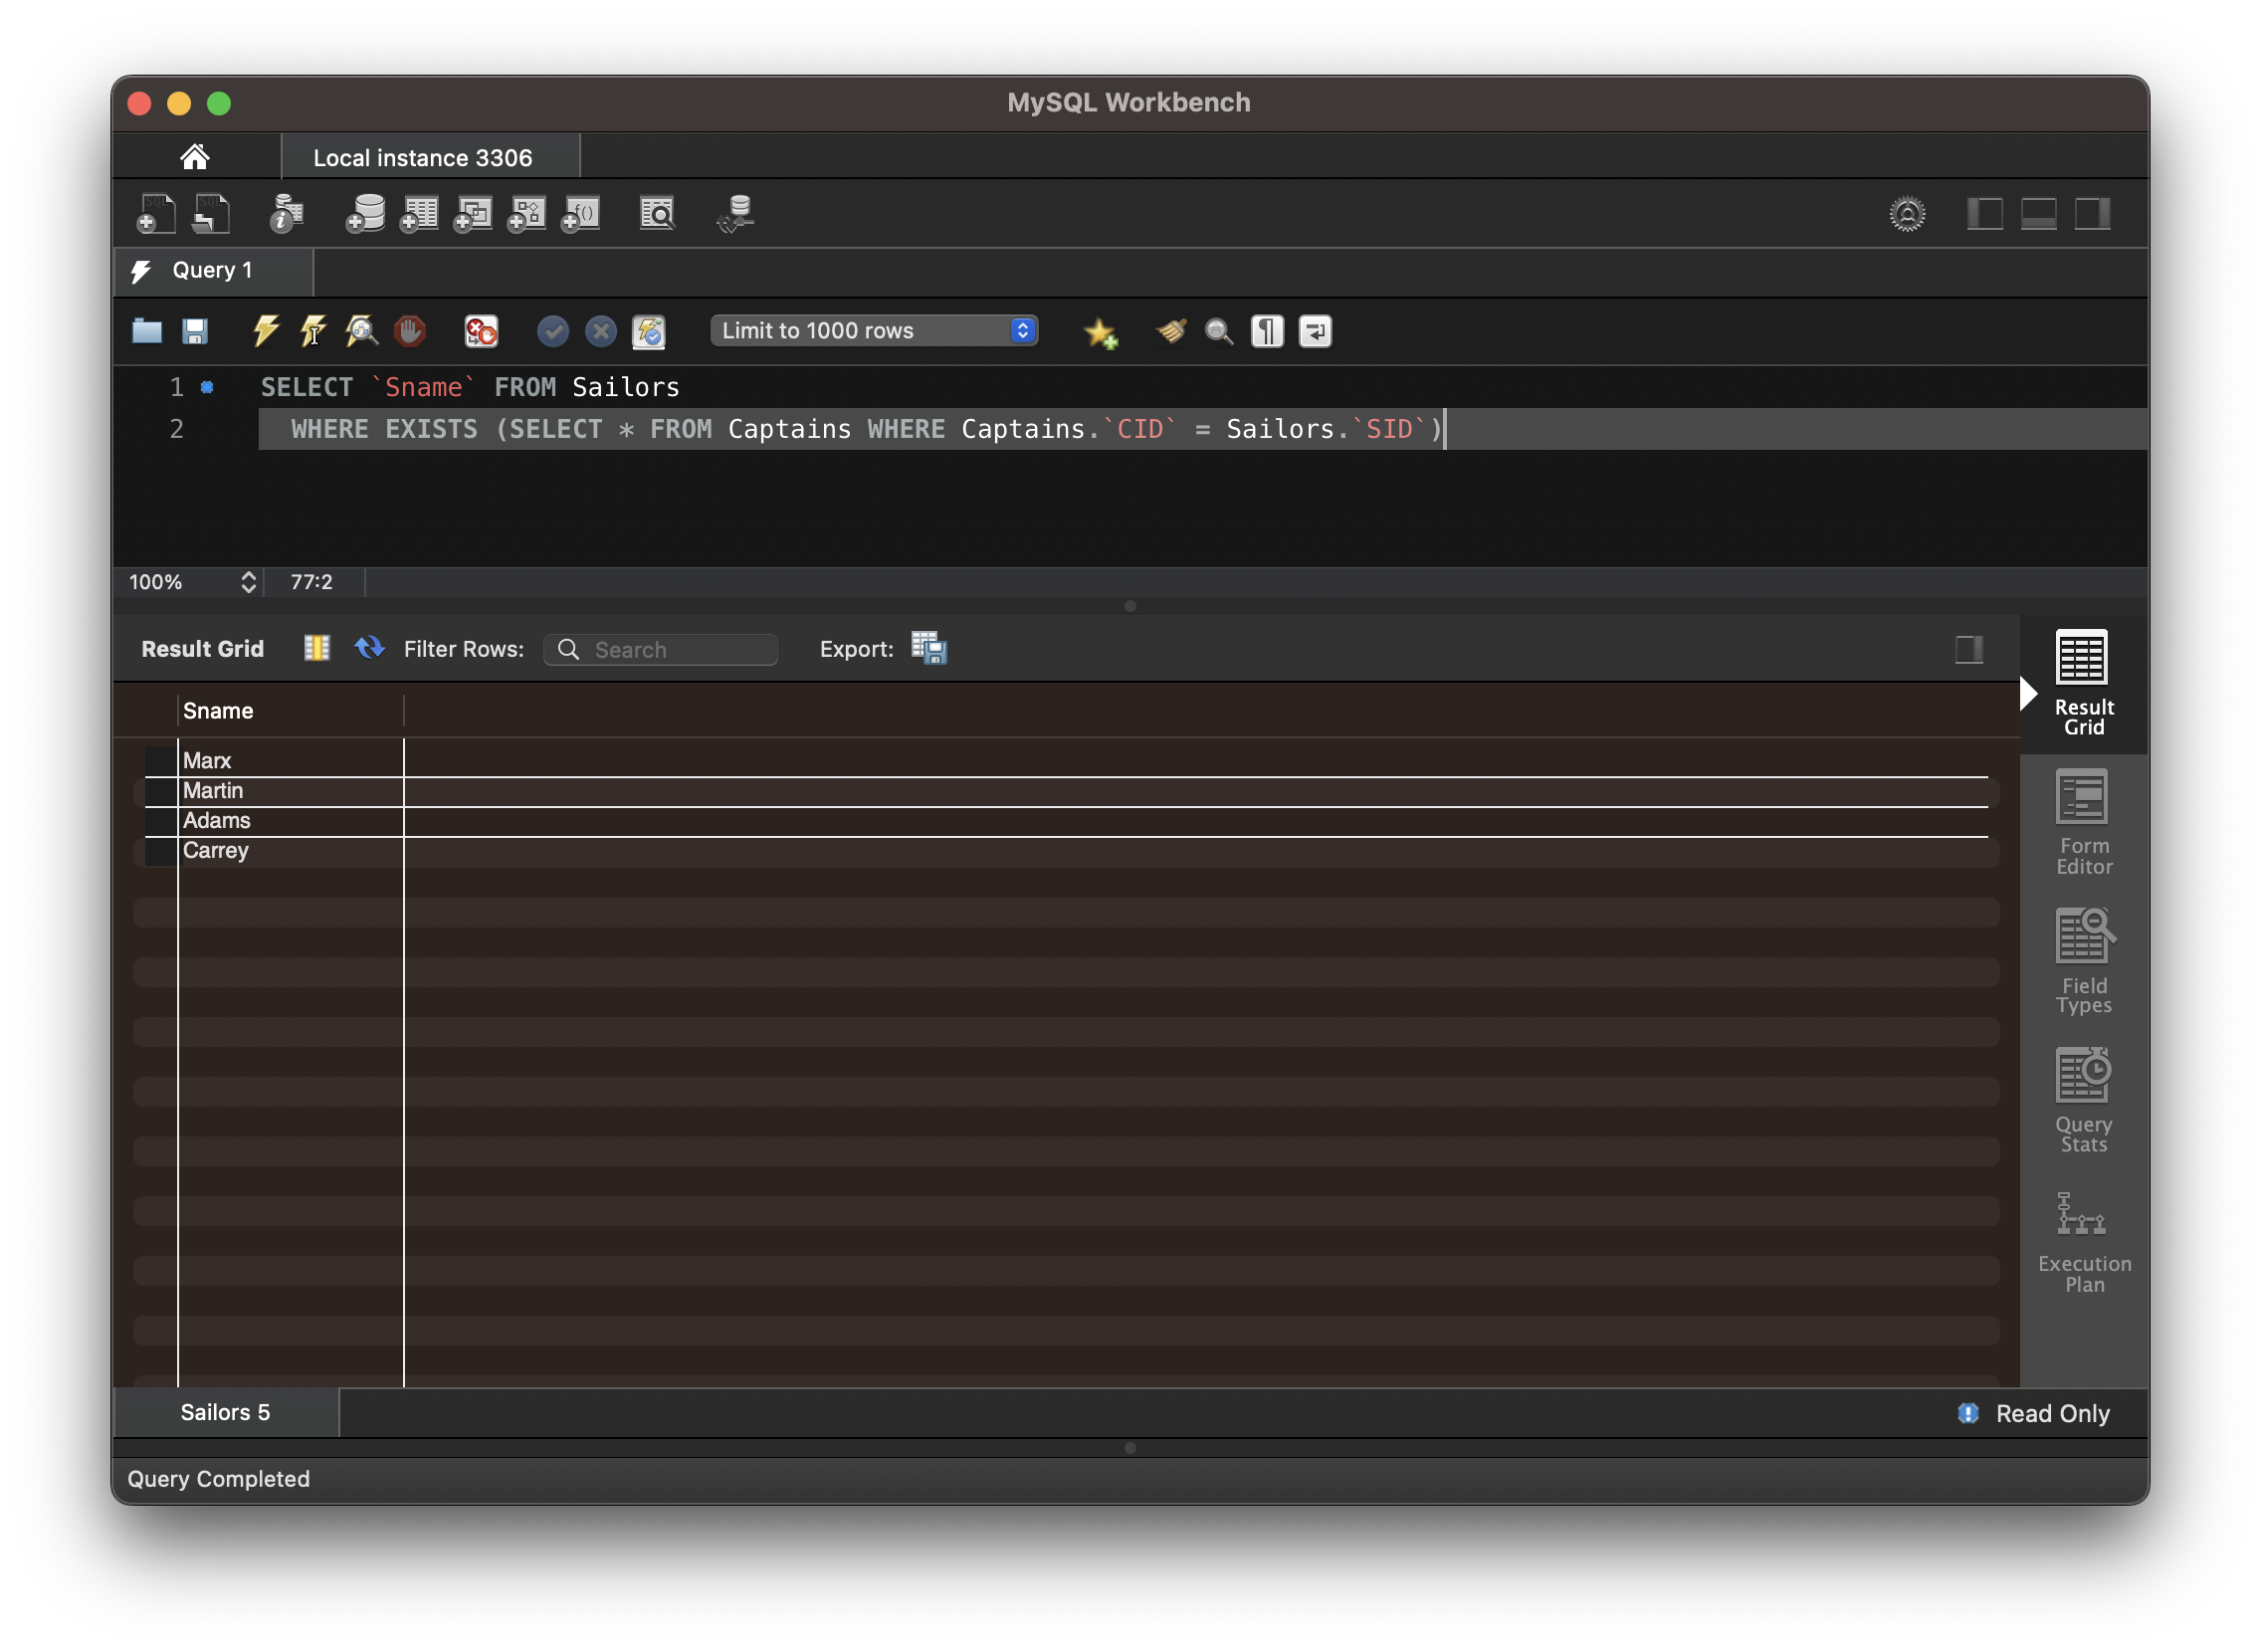 MySQL Workbench
Local instance 3306
Query 1
Limit to 1000 rows
1 SELECT `Sname` FROM Sailors
2 WHERE EXISTS (SELECT * FROM Captains WHERE Captains.`CID` = Sailors.`SID`)
100% 77:2
Result Grid Filter Rows: Search Export:
Sname
Marx
Martin
Adams
Carrey
Result
Grid
Form
Editor
Field
Types
Query
Stats
Execution
Plan
Sailors 5
Read Only
Query Completed